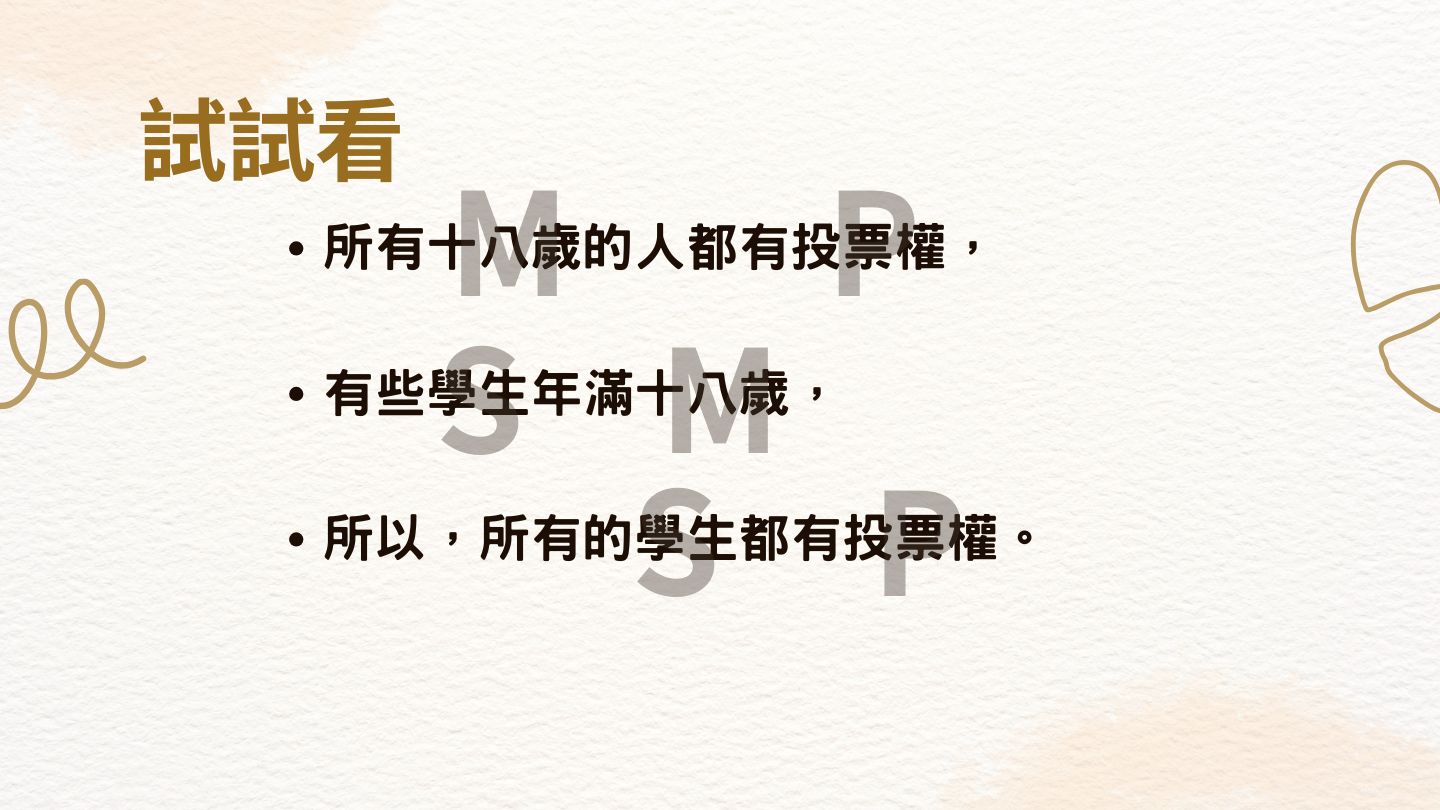 試試看
M P
• 所有十八歲的人都有投票權，
S M
• 有些學生年滿十八歲，
S P
• 所以，所有的學生都有投票權。